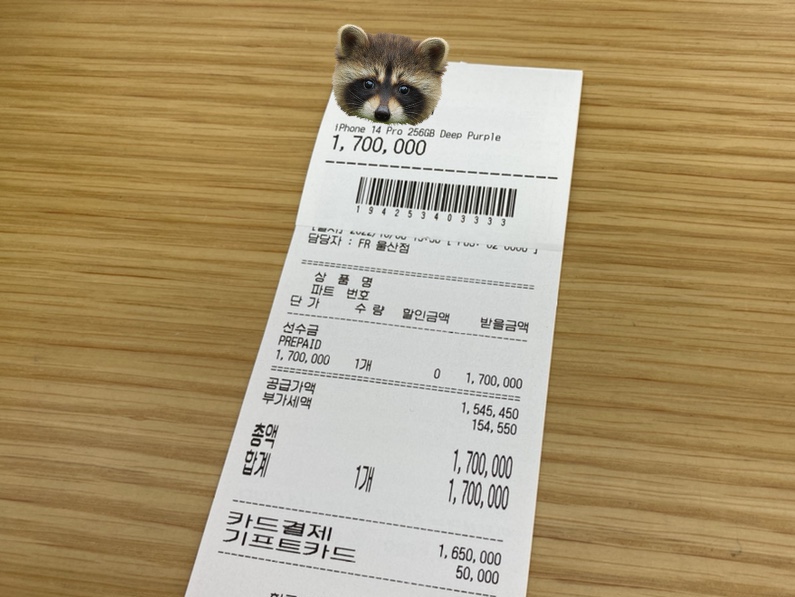 iPhone 14 Pro 256GB Deep Purple
1,700,000
194253403333
담당자 : FR 울산점
상 품 명
파트 번호
단 가 수 량 할인금액 받을금액
선수금
PREPAID
1,700,000 1개 0 1,700,000
공급가액 1,545,450
부가세액 154,550
총액 1,700,000
합계 1개 1,700,000
카드결제 1,650,000
기프트카드 50,000